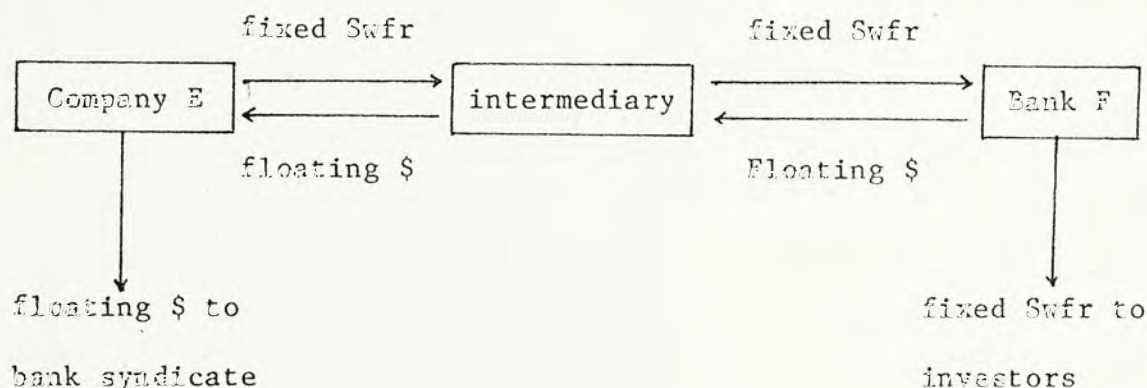 fixed Swfr
fixed Swfr
Company E
intermediary
Bank F
floating $
Floating $
floating $ to
bank syndicate
fixed Swfr to
investors